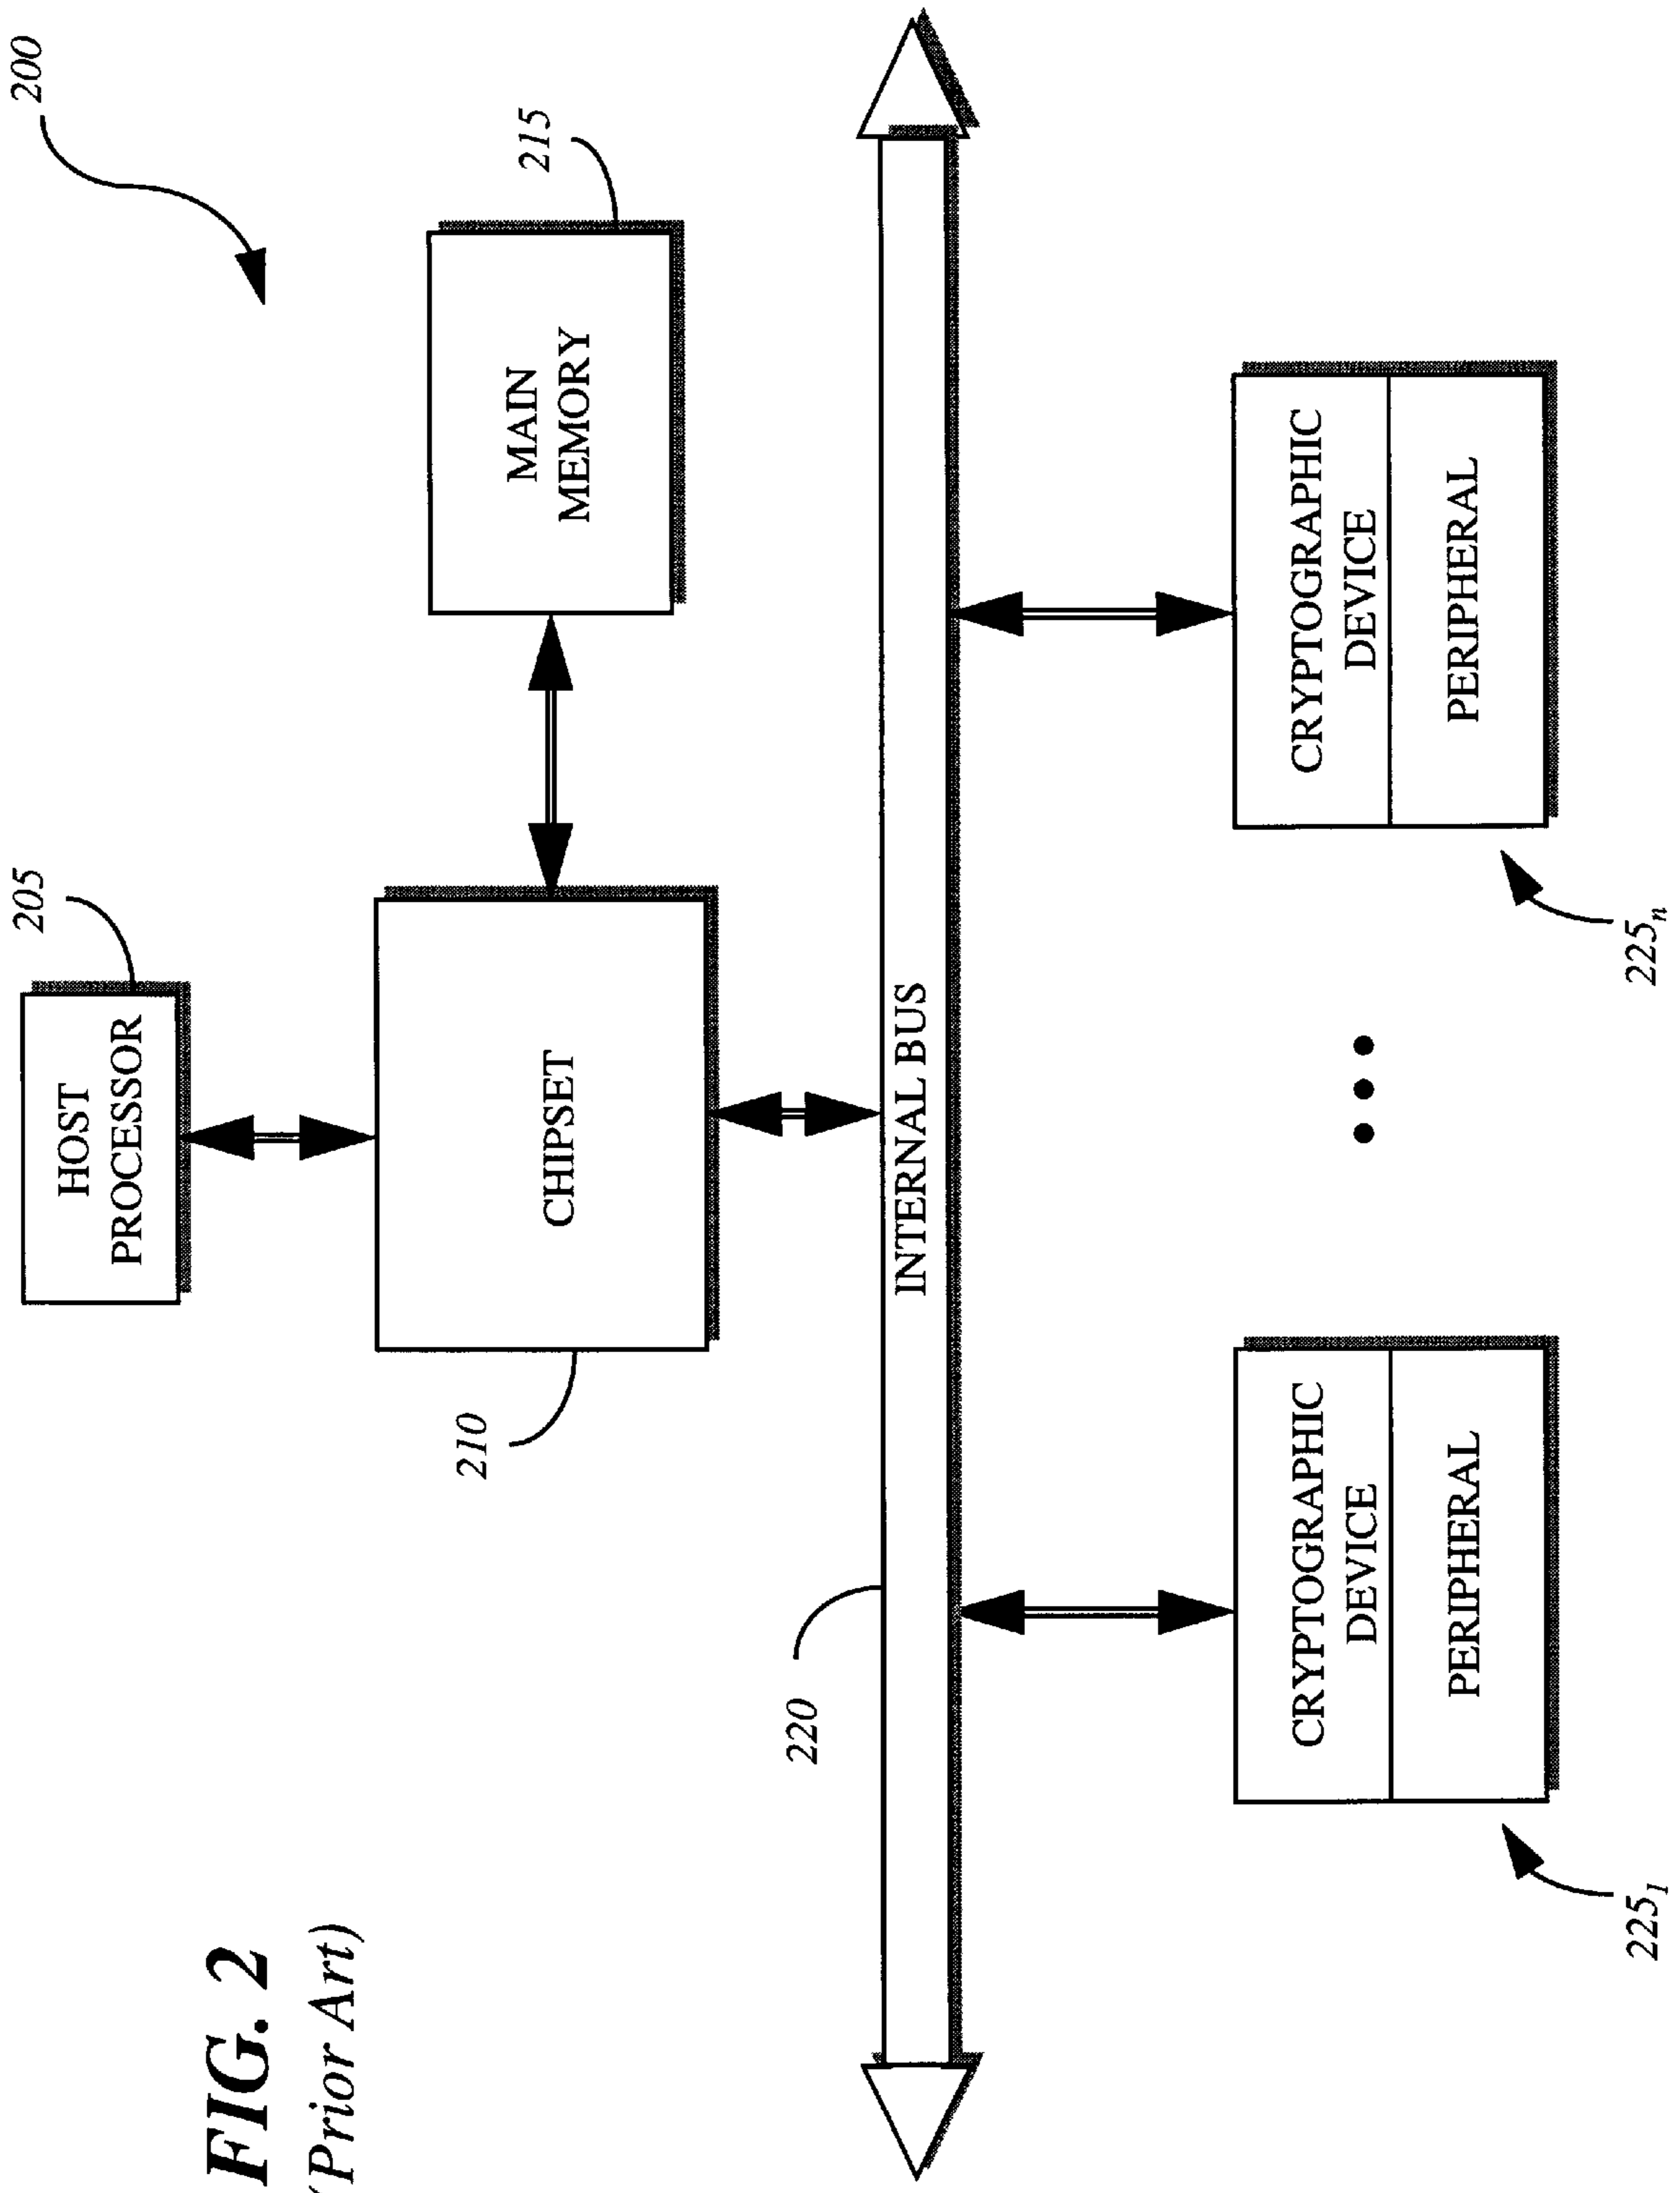 200
HOST
PROCESSOR
205
CHIPSET
210
MAIN
MEMORY
215
INTERNAL BUS
220
CRYPTOGRAPHIC
DEVICE
PERIPHERAL
225₁
CRYPTOGRAPHIC
DEVICE
PERIPHERAL
225ₙ
FIG. 2
(Prior Art)